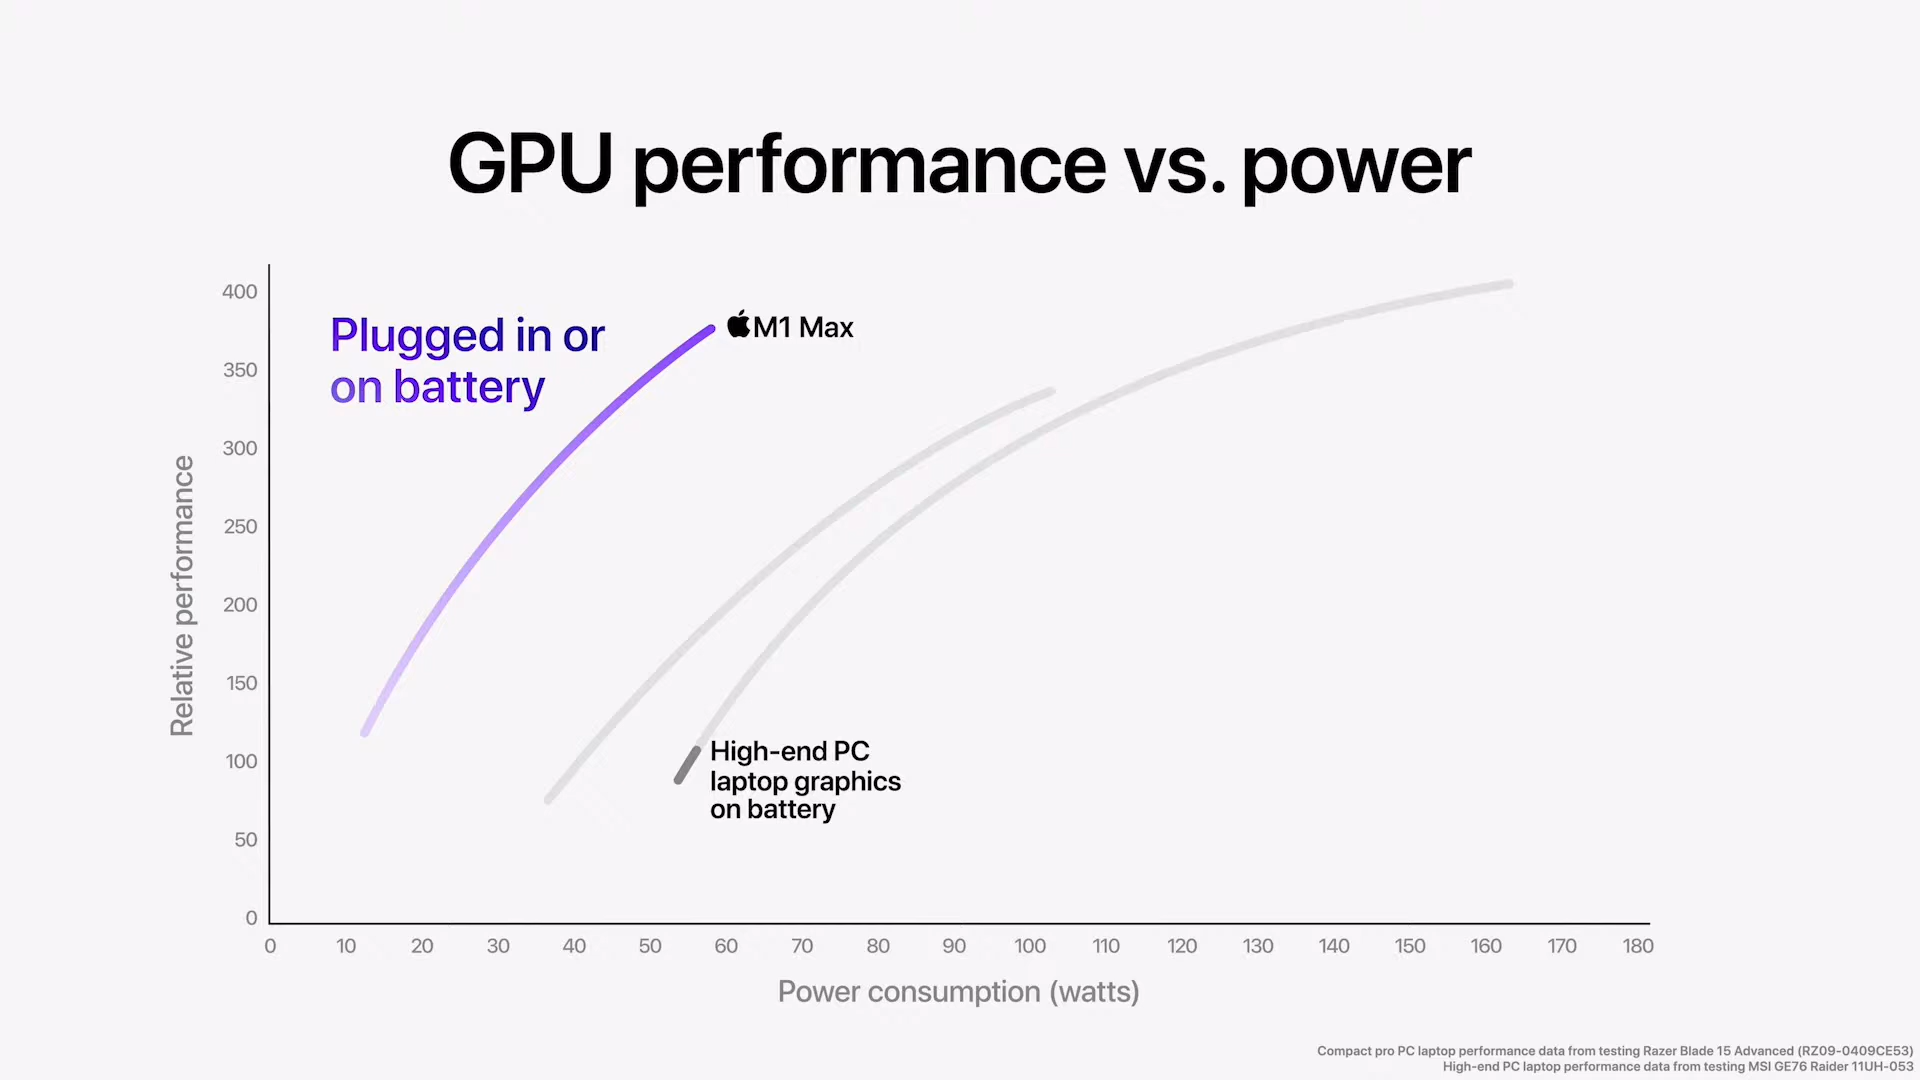 GPU performance vs. power
Plugged in or
on battery
M1 Max
High-end PC
laptop graphics
on battery
Relative performance
400
350
300
250
200
150
100
50
0
0 10 20 30 40 50 60 70 80 90 100 110 120 130 140 150 160 170 180
Power consumption (watts)
Compact pro PC laptop performance data from testing Razer Blade 15 Advanced (RZ09-0409CE53)
High-end PC laptop performance data from testing MSI GE76 Raider 11UH-053